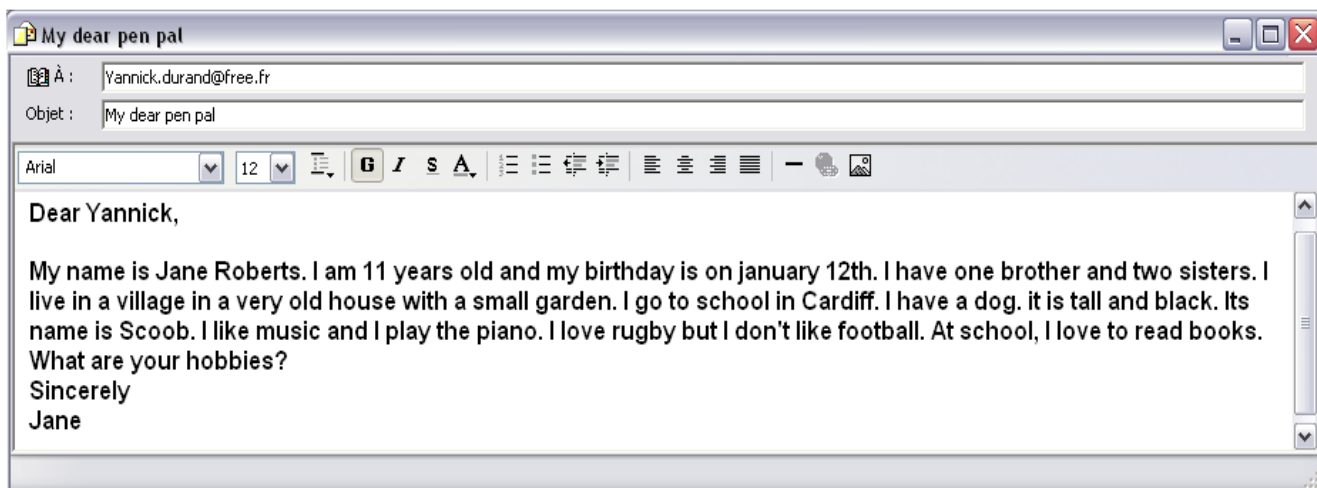 My dear pen pal
À : Yannick.durand@free.fr
Objet : My dear pen pal
Arial 12 G I S A
Dear Yannick,
My name is Jane Roberts. I am 11 years old and my birthday is on january 12th. I have one brother and two sisters. I
live in a village in a very old house with a small garden. I go to school in Cardiff. I have a dog. it is tall and black. Its
name is Scoob. I like music and I play the piano. I love rugby but I don't like football. At school, I love to read books.
What are your hobbies?
Sincerely
Jane